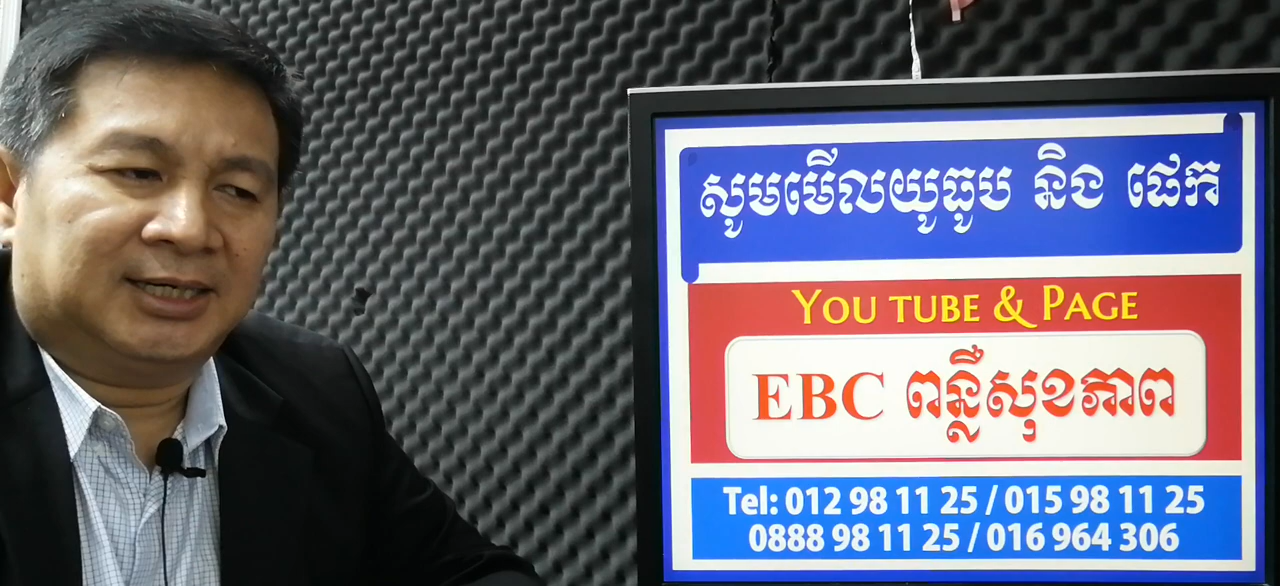 សូមមើលយូធូប និង ផេក
YOU TUBE & PAGE
EBC ពន្លឺសុខភាព
Tel: 012 98 11 25 / 015 98 11 25
0888 98 11 25 / 016 964 306